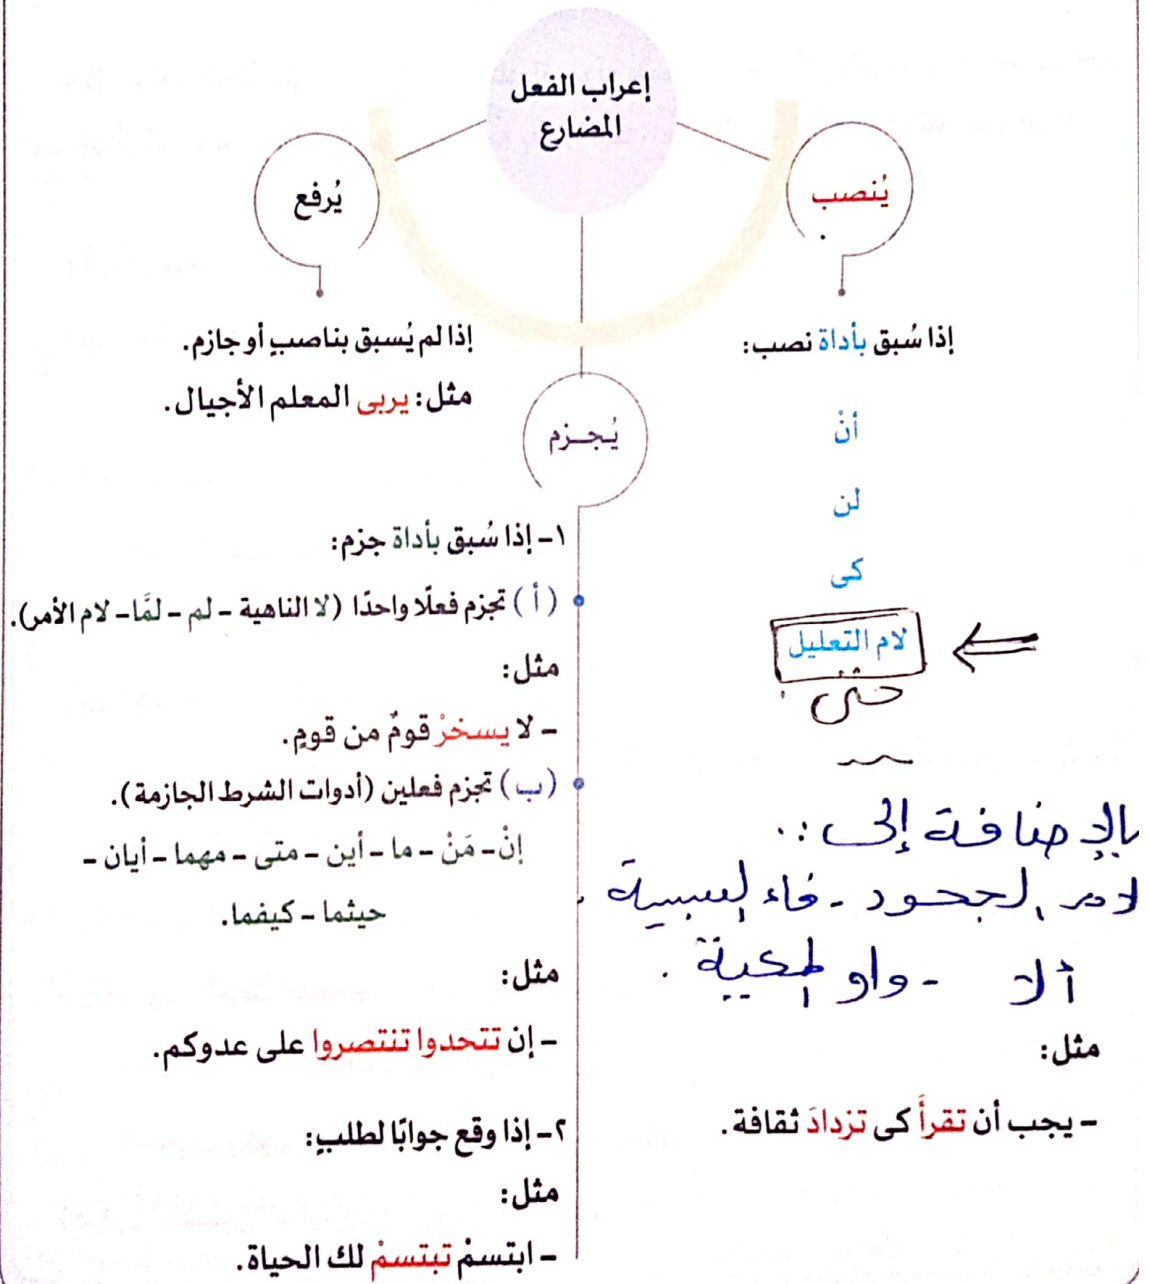 إعراب الفعل
المضارع
يُنصب
إذا سُبق بأداة نصب:
أنْ
لن
كى
لام التعليل
حتى
بالإضافة إلى :.
لام الجحود - فاء السببية
ألا - واو المعية .
مثل:
- يجب أن تقرأَ كى تزدادَ ثقافة.
يُرفع
إذا لم يُسبق بناصبٍ أو جازم.
مثل: يربى المعلم الأجيال.
يُجـزم
١- إذا سُبق بأداة جزم:
(أ) تجزم فعلًا واحدًا (لا الناهية - لم - لمَّا- لام الأمر).
مثل:
- لا يسخرْ قومٌ من قومٍ.
(ب) تجزم فعلين (أدوات الشرط الجازمة).
إنْ- مَنْ - ما - أين - متى - مهما - أيان -
حيثما - كيفما.
مثل:
- إن تتحدوا تنتصروا على عدوكم.
٢- إذا وقع جوابًا لطلبٍ:
مثل:
- ابتسمْ تبتسمْ لك الحياة.